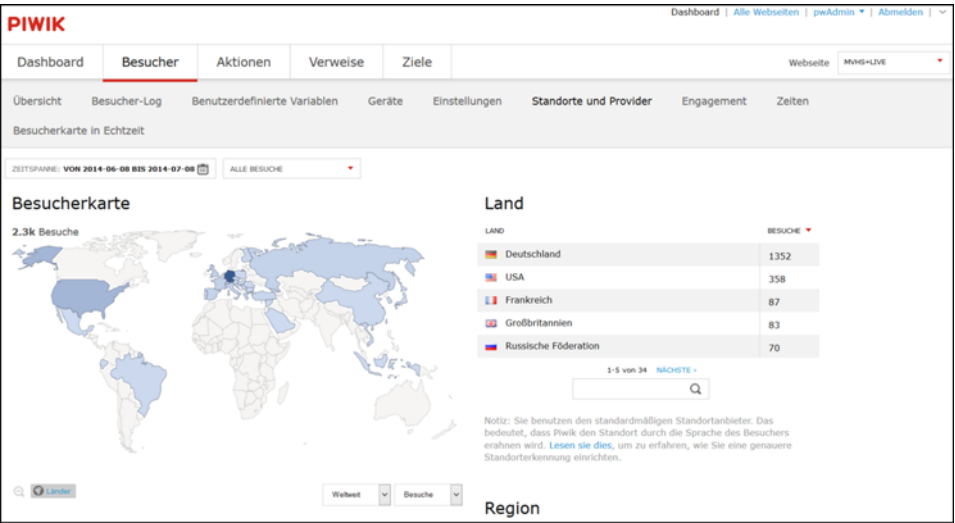 Dashboard | Alle Webseiten | pwAdmin | Abmelden |
PIWIK
Dashboard Besucher Aktionen Verweise Ziele Webseite MVHS+LIVE
Übersicht Besucher-Log Benutzerdefinierte Variablen Geräte Einstellungen Standorte und Provider Engagement Zeiten
Besucherkarte in Echtzeit
ZEITSPANNE: VON 2014-06-08 BIS 2014-07-08 ALLE BESUCHE
Besucherkarte
2.3k Besuche
Länder
Weltweit Besuche
Land
LAND BESUCHE
Deutschland 1352
USA 358
Frankreich 87
Großbritannien 83
Russische Föderation 70
1-5 von 34 NÄCHSTE ›
Notiz: Sie benutzen den standardmäßigen Standortanbieter. Das
bedeutet, dass Piwik den Standort durch die Sprache des Besuchers
erahnen wird. Lesen sie dies, um zu erfahren, wie Sie eine genauere
Standorterkennung einrichten.
Region